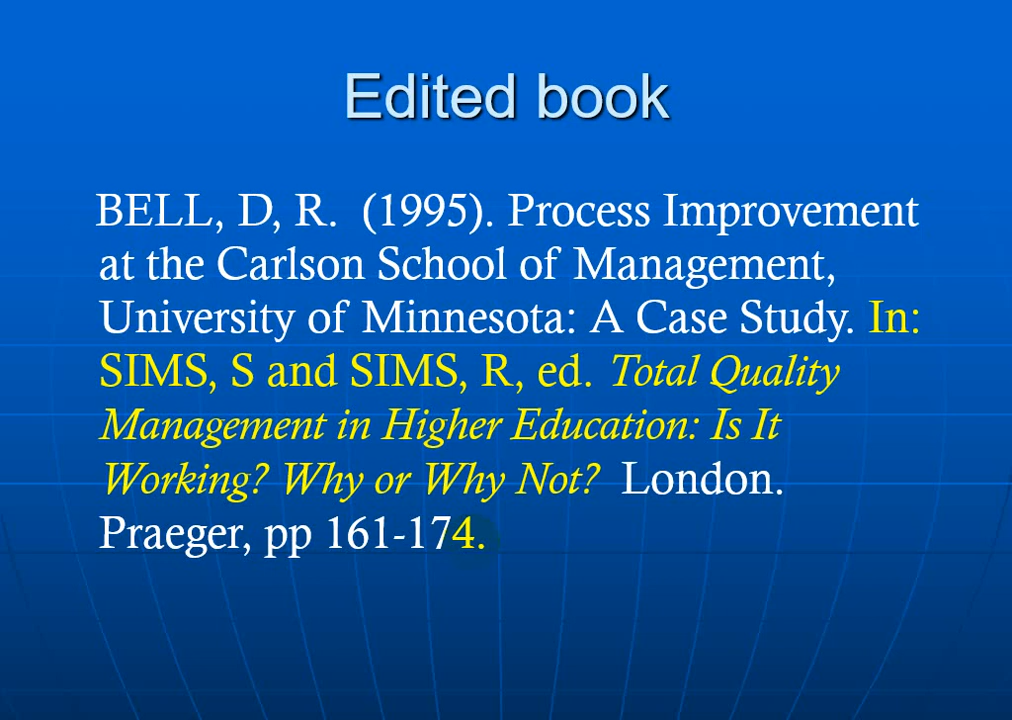 Edited book
BELL, D, R. (1995). Process Improvement
at the Carlson School of Management,
University of Minnesota: A Case Study. In:
SIMS, S and SIMS, R, ed. Total Quality
Management in Higher Education: Is It
Working? Why or Why Not? London.
Praeger, pp 161-174.